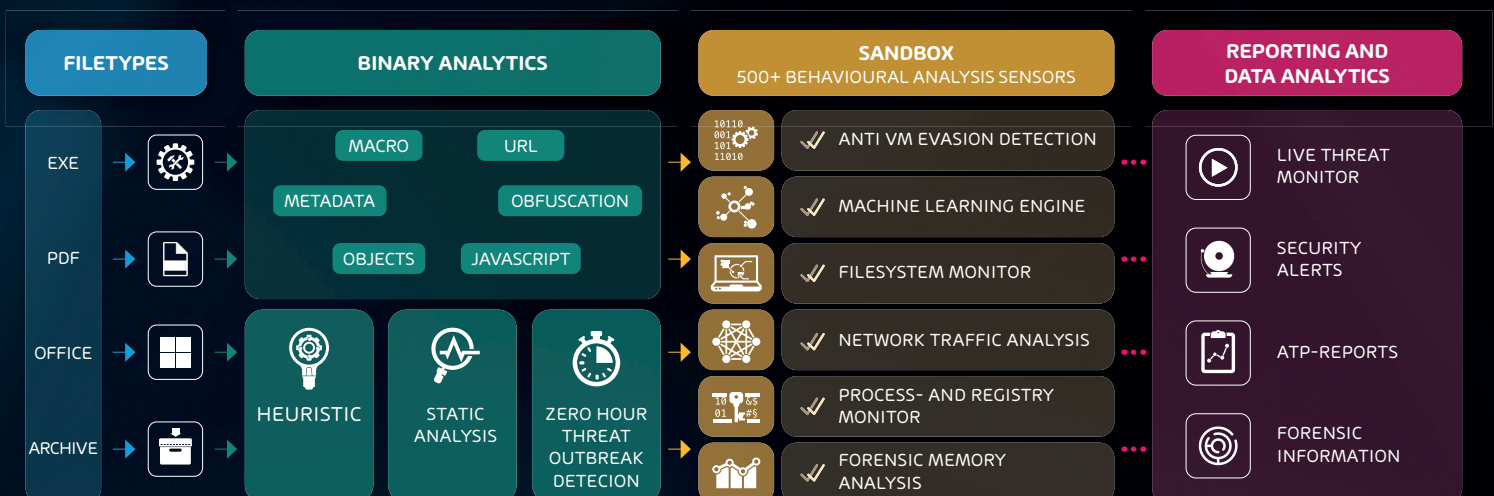 FILETYPES
EXE
PDF
OFFICE
ARCHIVE
BINARY ANALYTICS
MACRO
URL
METADATA
OBFUSCATION
OBJECTS
JAVASCRIPT
HEURISTIC
STATIC
ANALYSIS
ZERO HOUR
THREAT
OUTBREAK
DETECION
SANDBOX
500+ BEHAVIOURAL ANALYSIS SENSORS
10110
001
101
11010
ANTI VM EVASION DETECTION
MACHINE LEARNING ENGINE
FILESYSTEM MONITOR
NETWORK TRAFFIC ANALYSIS
10 &$
01 #§
PROCESS- AND REGISTRY
MONITOR
FORENSIC MEMORY
ANALYSIS
REPORTING AND
DATA ANALYTICS
LIVE THREAT
MONITOR
SECURITY
ALERTS
ATP-REPORTS
FORENSIC
INFORMATION